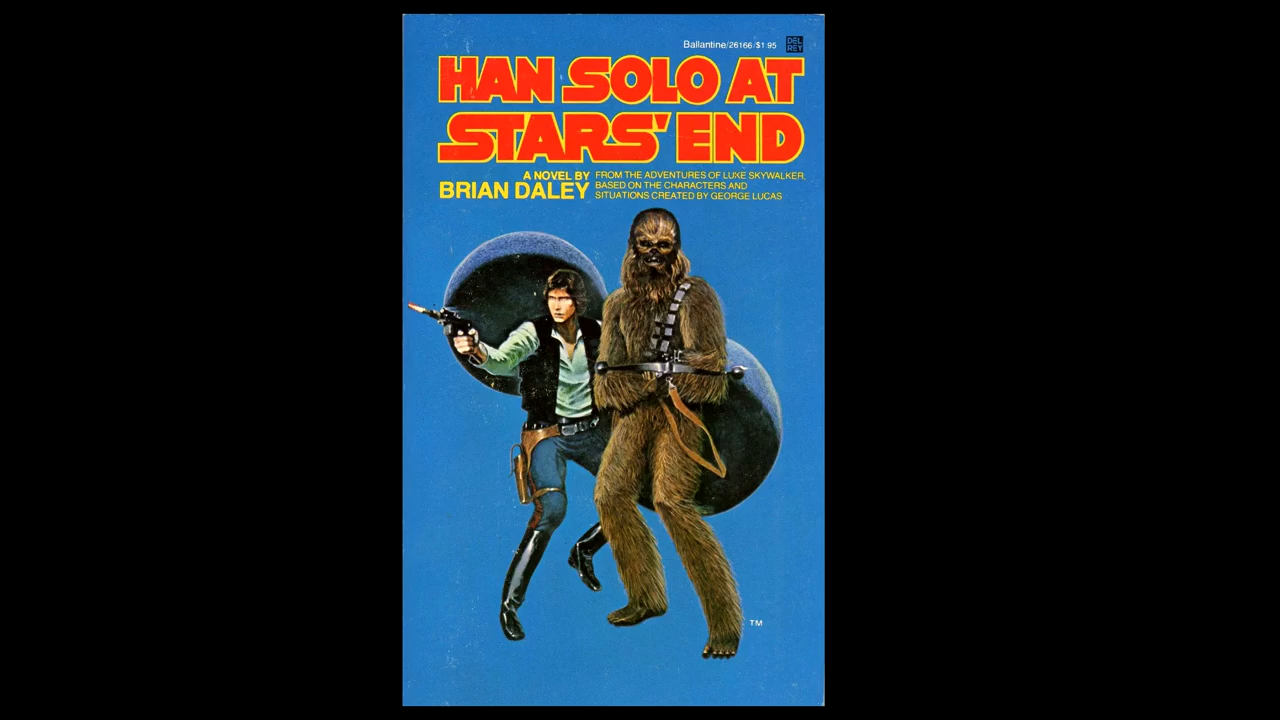 Ballantine/26166/$1.95
DEL
REY
HAN SOLO AT
STARS' END
A NOVEL BY
BRIAN DALEY
FROM THE ADVENTURES OF LUKE SKYWALKER,
BASED ON THE CHARACTERS AND
SITUATIONS CREATED BY GEORGE LUCAS
TM